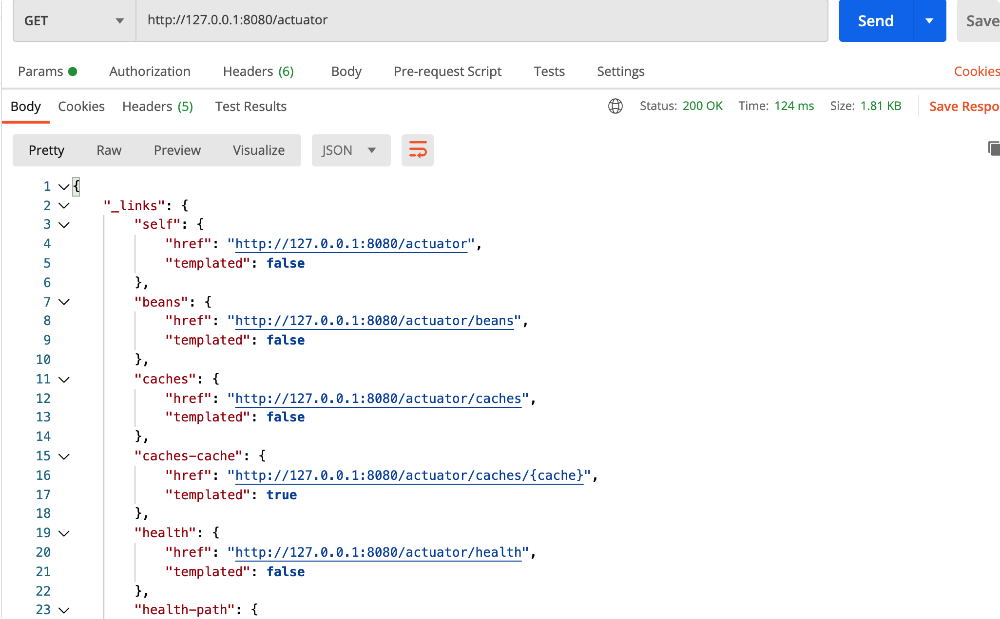 GET http://127.0.0.1:8080/actuator Send Save
Params Authorization Headers (6) Body Pre-request Script Tests Settings Cookies
Body Cookies Headers (5) Test Results Status: 200 OK Time: 124 ms Size: 1.81 KB Save Respo
Pretty Raw Preview Visualize JSON
1 {
2 "_links": {
3 "self": {
4 "href": "http://127.0.0.1:8080/actuator",
5 "templated": false
6 },
7 "beans": {
8 "href": "http://127.0.0.1:8080/actuator/beans",
9 "templated": false
10 },
11 "caches": {
12 "href": "http://127.0.0.1:8080/actuator/caches",
13 "templated": false
14 },
15 "caches-cache": {
16 "href": "http://127.0.0.1:8080/actuator/caches/{cache}",
17 "templated": true
18 },
19 "health": {
20 "href": "http://127.0.0.1:8080/actuator/health",
21 "templated": false
22 },
23 "health-path": {